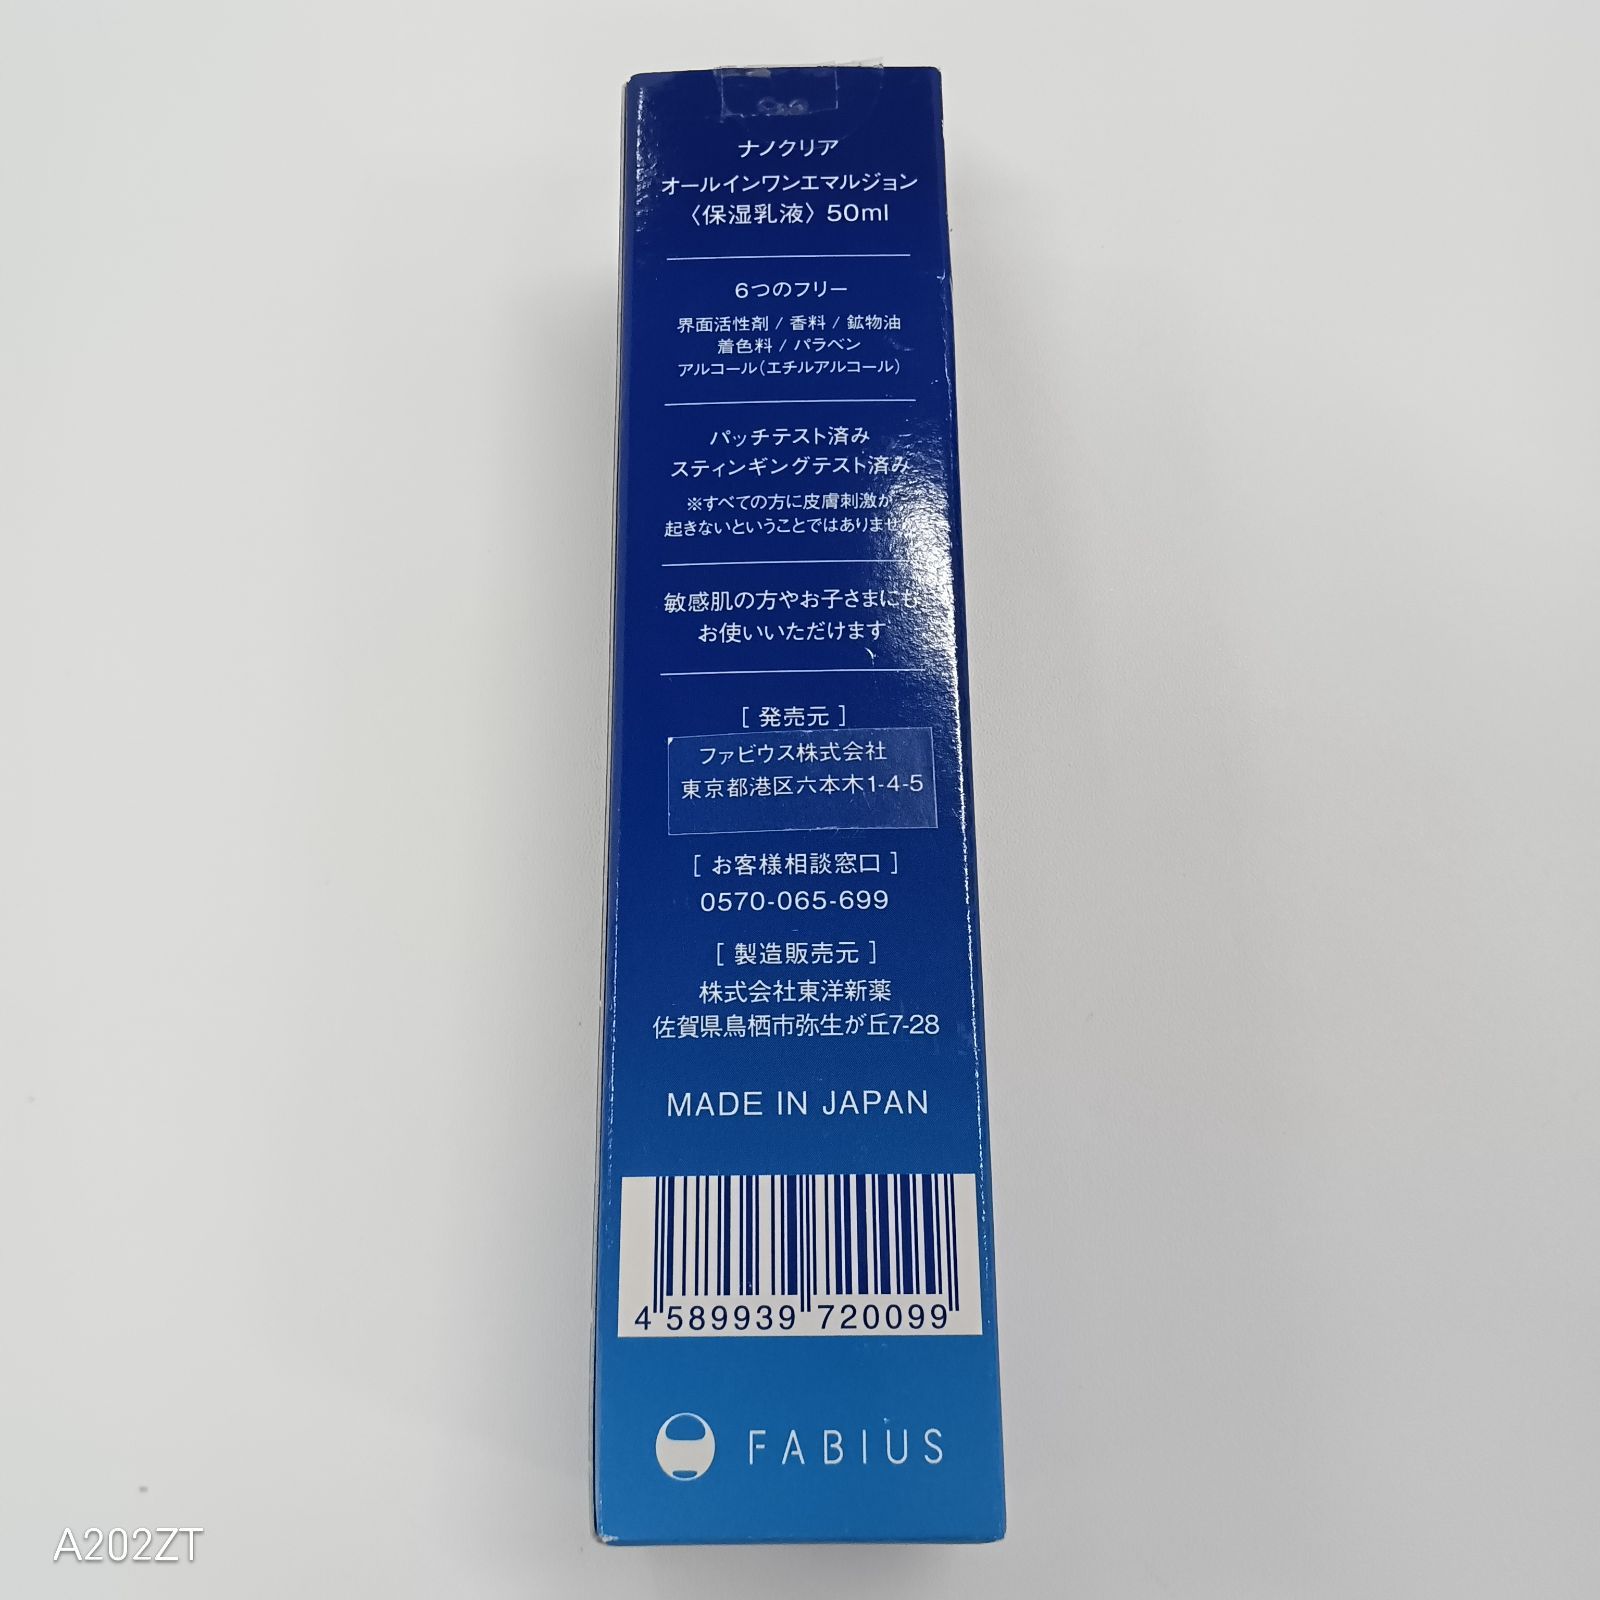 ナノクリア
オールインワンエマルジョン
〈保湿乳液〉50ml
6つのフリー
界面活性剤 / 香料 / 鉱物油
着色料 / パラベン
アルコール（エチルアルコール）
パッチテスト済み
スティンギングテスト済み
※すべての方に皮膚刺激が
起きないということではありませ
敏感肌の方やお子さまにも
お使いいただけます
［ 発売元 ］
ファビウス株式会社
東京都港区六本木1-4-5
［ お客様相談窓口 ］
0570-065-699
［ 製造販売元 ］
株式会社東洋新薬
佐賀県鳥栖市弥生が丘7-28
MADE IN JAPAN
4 589939 720099
FABIUS
A202ZT